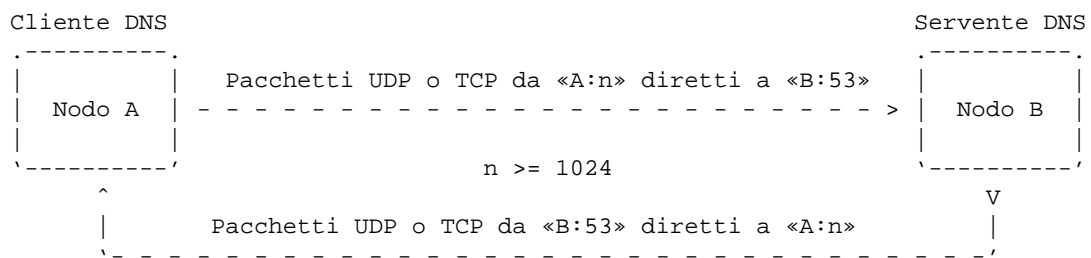 Cliente DNS Servente DNS
Pacchetti UDP o TCP da «A:n» diretti a «B:53»
Nodo A Nodo B
n >= 1024
V
Pacchetti UDP o TCP da «B:53» diretti a «A:n»